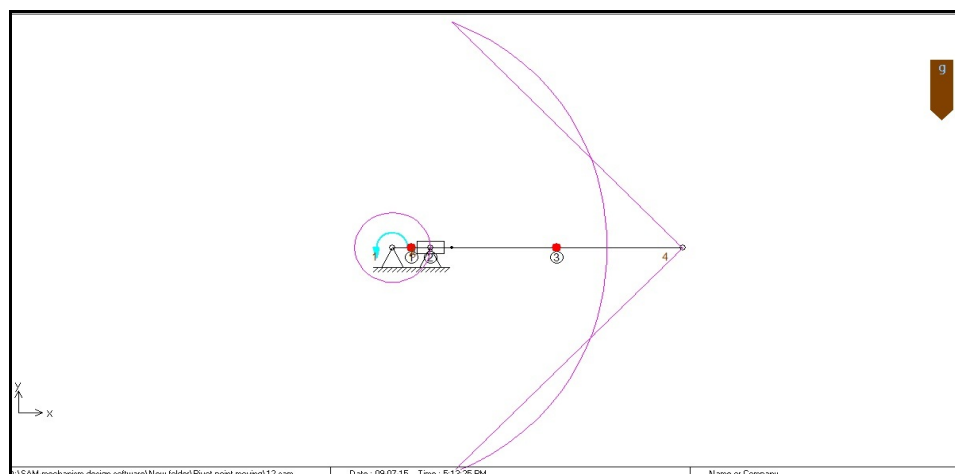 g
1
①
②
③
4
y
x
Date : 09-07-15 Time : 5:13:25 PM
Name or Company